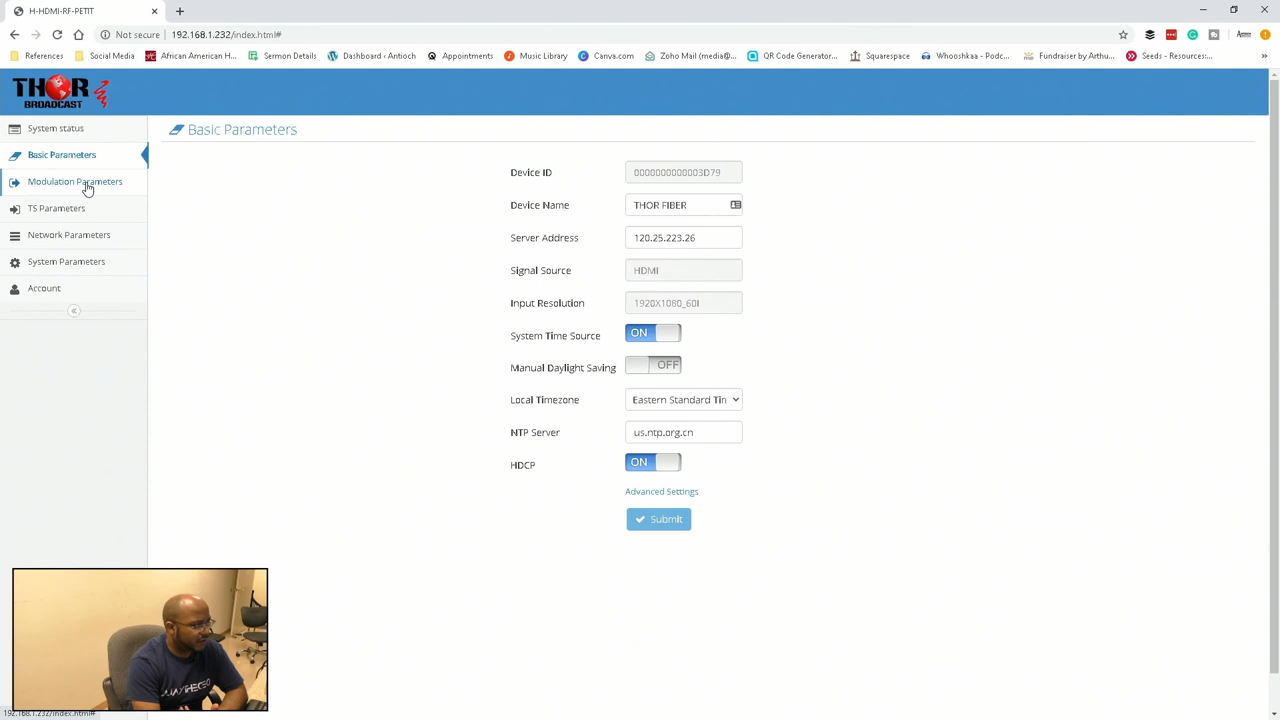 H-HDMI-RF-PETIT
Not secure 192.168.1.232/index.html#
References Social Media African American H... Sermon Details Dashboard ‹ Antioch Appointments Music Library Canva.com Zoho Mail (media@... QR Code Generator... Squarespace Whooshkaa - Podc... Fundraiser by Arthu... Seeds - Resources:... »
THOR
BROADCAST
System status
Basic Parameters
Modulation Parameters
TS Parameters
Network Parameters
System Parameters
Account
Basic Parameters
Device ID 0000000000003D79
Device Name THOR FIBER
Server Address 120.25.223.26
Signal Source HDMI
Input Resolution 1920X1080_60I
System Time Source ON
Manual Daylight Saving OFF
Local Timezone Eastern Standard Tin
NTP Server us.ntp.org.cn
HDCP ON
Advanced Settings
Submit
192.168.1.232/index.html#